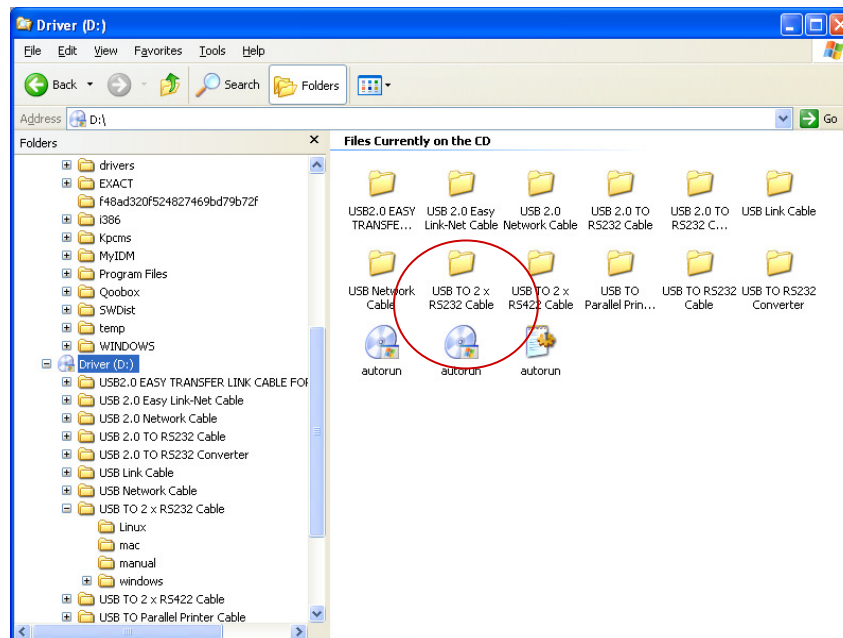 Driver (D:)
File Edit View Favorites Tools Help
Back Search Folders
Address D:\ Go
Folders
Files Currently on the CD
drivers
EXACT
f48ad320f524827469bd79b72f
i386
Kpcms
MyIDM
Program Files
Qoobox
SWDist
temp
WINDOWS
Driver (D:)
USB2.0 EASY TRANSFER LINK CABLE FOR
USB 2.0 Easy Link-Net Cable
USB 2.0 Network Cable
USB 2.0 TO RS232 Cable
USB 2.0 TO RS232 Converter
USB Link Cable
USB Network Cable
USB TO 2 x RS232 Cable
Linux
mac
manual
windows
USB TO 2 x RS422 Cable
USB TO Parallel Printer Cable
USB2.0 EASY
TRANSFE...
USB 2.0 Easy
Link-Net Cable
USB 2.0
Network Cable
USB 2.0 TO
RS232 Cable
USB 2.0 TO
RS232 C...
USB Link Cable
USB Network
Cable
USB TO 2 x
RS232 Cable
USB TO 2 x
RS422 Cable
USB TO
Parallel Prin...
USB TO RS232
Cable
USB TO RS232
Converter
autorun
autorun
autorun